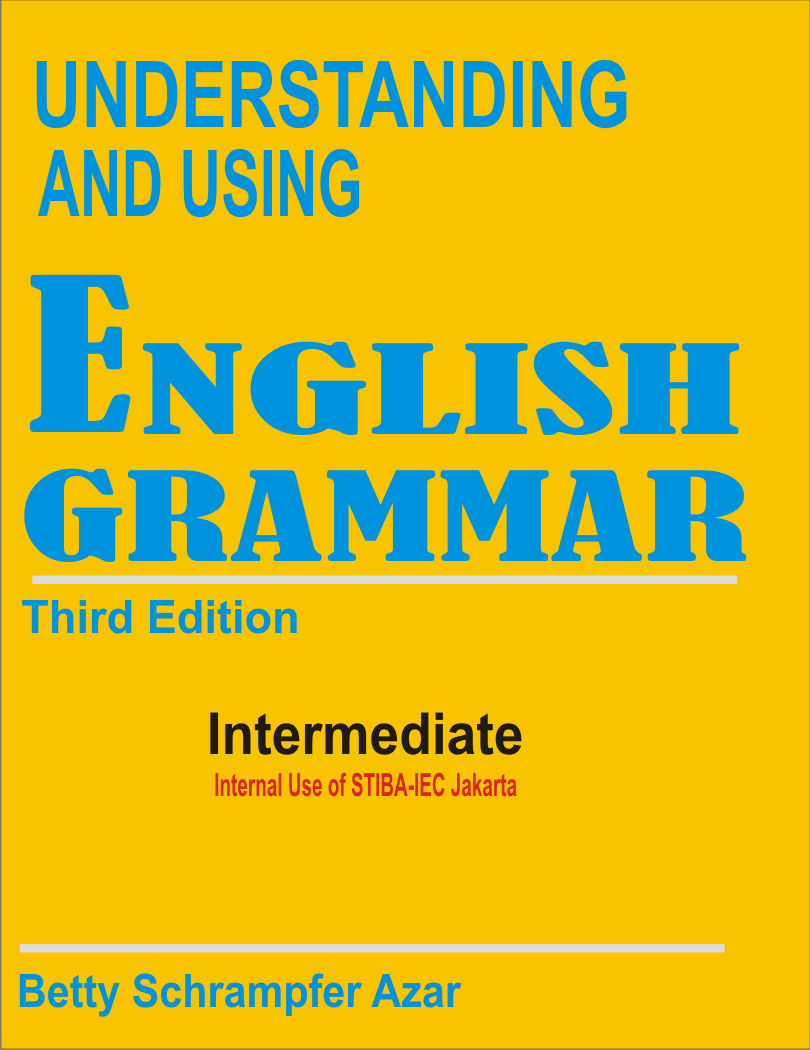 UNDERSTANDING
AND USING
ENGLISH
GRAMMAR
Third Edition
Intermediate
Internal Use of STIBA-IEC Jakarta
Betty Schrampfer Azar